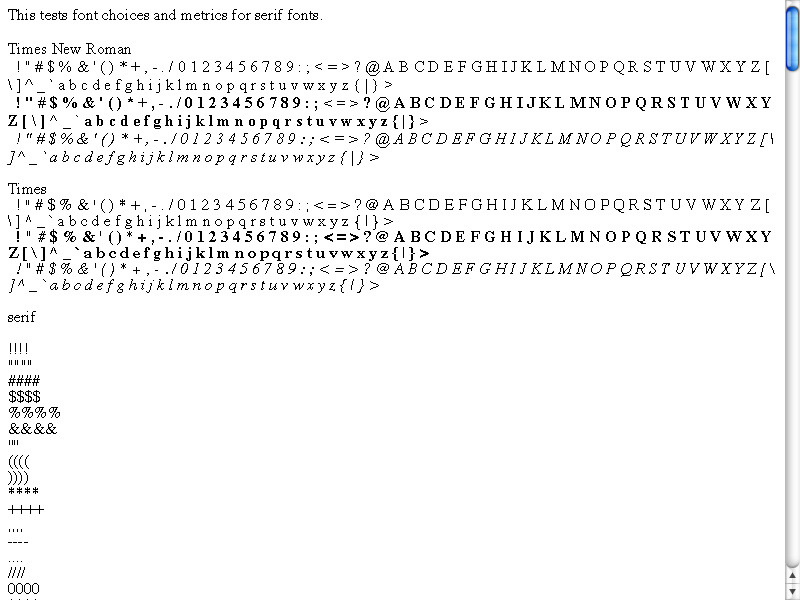 This tests font choices and metrics for serif fonts.
Times New Roman
! " # $ % & ' ( ) * + , - . / 0 1 2 3 4 5 6 7 8 9 : ; < = > ? @ A B C D E F G H I J K L M N O P Q R S T U V W X Y Z [
\ ] ^ _ ` a b c d e f g h i j k l m n o p q r s t u v w x y z { | } >
! " # $ % & ' ( ) * + , - . / 0 1 2 3 4 5 6 7 8 9 : ; < = > ? @ A B C D E F G H I J K L M N O P Q R S T U V W X Y
Z [ \ ] ^ _ ` a b c d e f g h i j k l m n o p q r s t u v w x y z { | } >
! " # $ % & ' ( ) * + , - . / 0 1 2 3 4 5 6 7 8 9 : ; < = > ? @ A B C D E F G H I J K L M N O P Q R S T U V W X Y Z [ \
] ^ _ ` a b c d e f g h i j k l m n o p q r s t u v w x y z { | } >
Times
! " # $ % & ' ( ) * + , - . / 0 1 2 3 4 5 6 7 8 9 : ; < = > ? @ A B C D E F G H I J K L M N O P Q R S T U V W X Y Z [
\ ] ^ _ ` a b c d e f g h i j k l m n o p q r s t u v w x y z { | } >
! " # $ % & ' ( ) * + , - . / 0 1 2 3 4 5 6 7 8 9 : ; < = > ? @ A B C D E F G H I J K L M N O P Q R S T U V W X Y
Z [ \ ] ^ _ ` a b c d e f g h i j k l m n o p q r s t u v w x y z { | } >
! " # $ % & ' ( ) * + , - . / 0 1 2 3 4 5 6 7 8 9 : ; < = > ? @ A B C D E F G H I J K L M N O P Q R S T U V W X Y Z [ \
] ^ _ ` a b c d e f g h i j k l m n o p q r s t u v w x y z { | } >
serif
!!!!
""""
####
$$$$
%%%%
&&&&
''''
((((
))))
****
++++
,,,,
----
....
////
0000